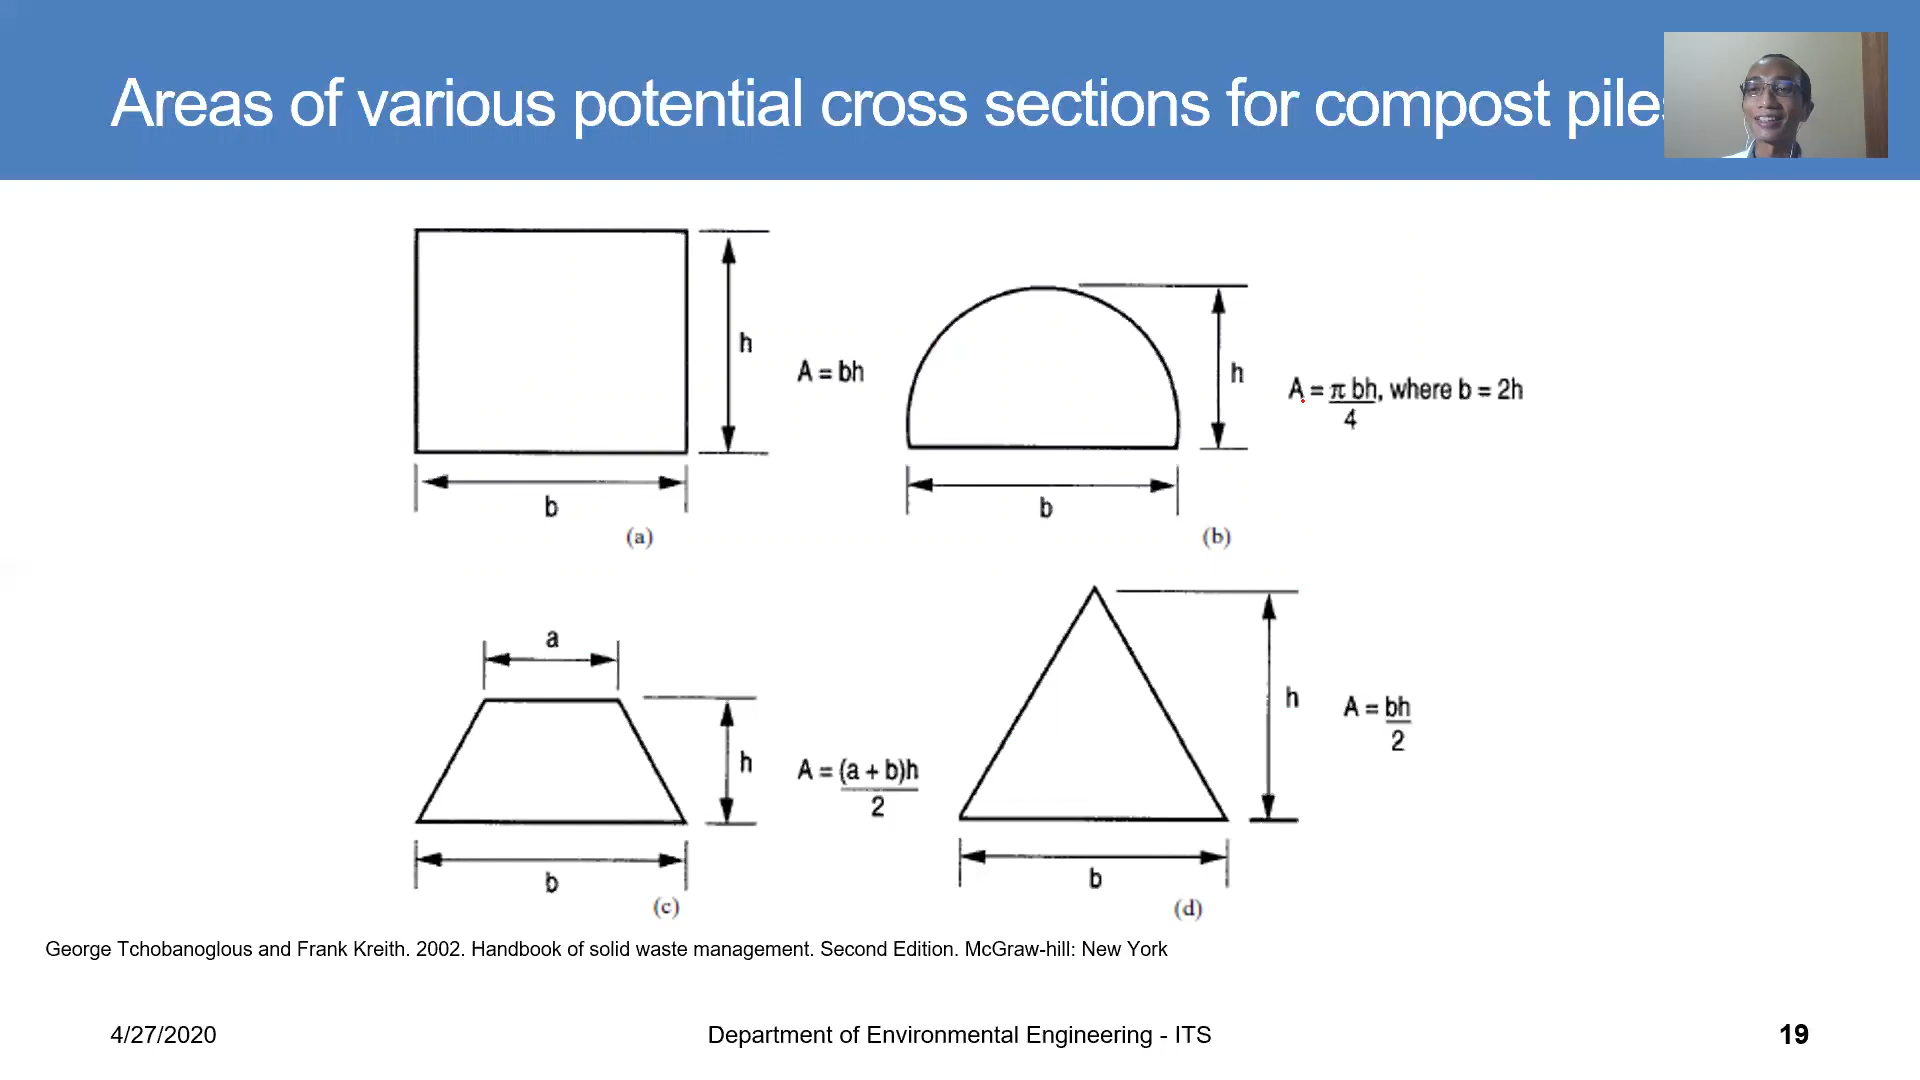 Areas of various potential cross sections for compost piles
h
A = bh
b
(a)
h
A = π bh, where b = 2h
4
b
(b)
a
h
A = (a + b)h
2
b
(c)
h
A = bh
2
b
(d)
George Tchobanoglous and Frank Kreith. 2002. Handbook of solid waste management. Second Edition. McGraw-hill: New York
4/27/2020
Department of Environmental Engineering - ITS
19